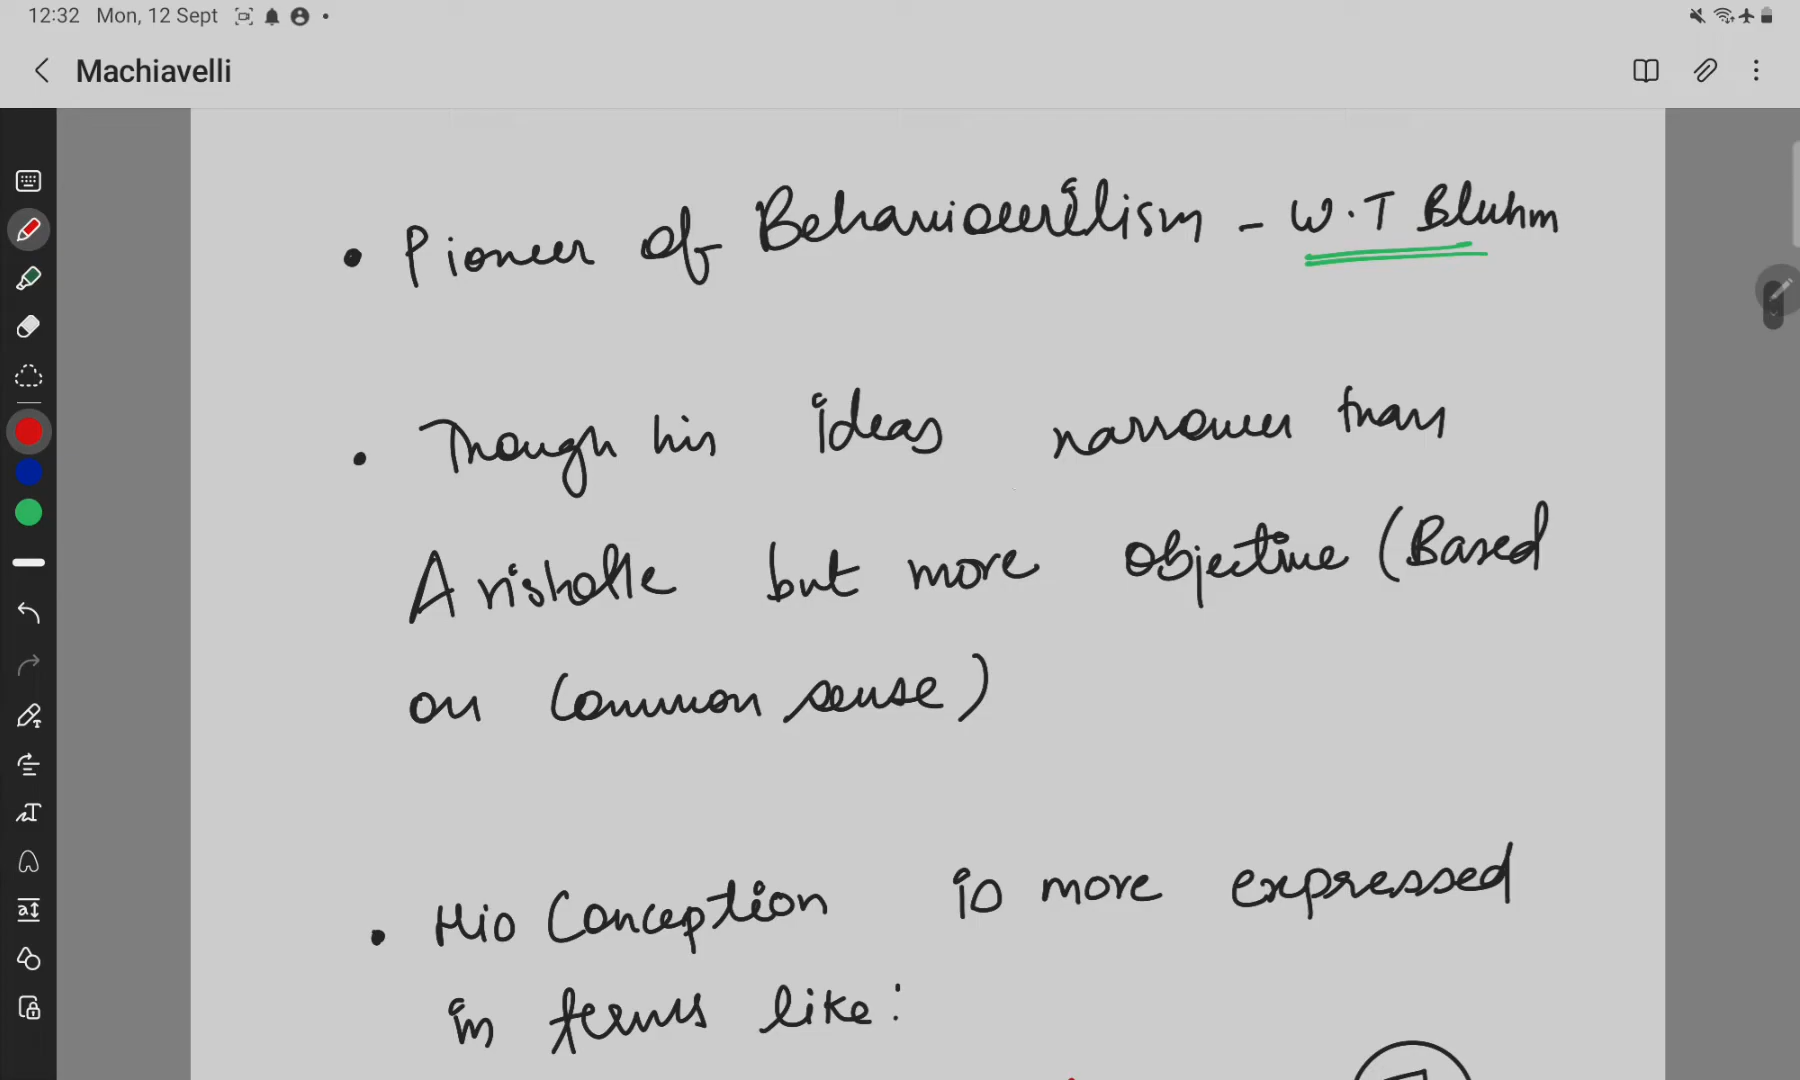 12:32 Mon, 12 Sept
Machiavelli
• Pioneer of Behaviouralism - W.T Bluhm
• Though his ideas narrower than
Aristotle but more objective (Based
on Common sense)
• His Conception is more expressed
in terms like: